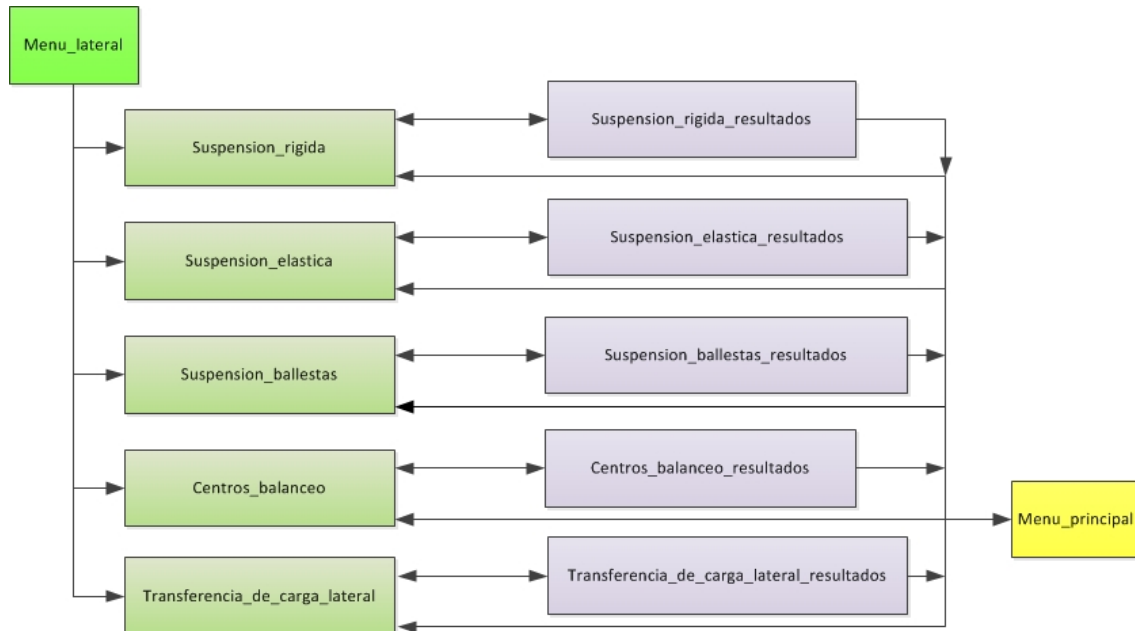 Menu_lateral
Suspension_rigida
Suspension_rigida_resultados
Suspension_elastica
Suspension_elastica_resultados
Suspension_ballestas
Suspension_ballestas_resultados
Centros_balanceo
Centros_balanceo_resultados
Menu_principal
Transferencia_de_carga_lateral
Transferencia_de_carga_lateral_resultados